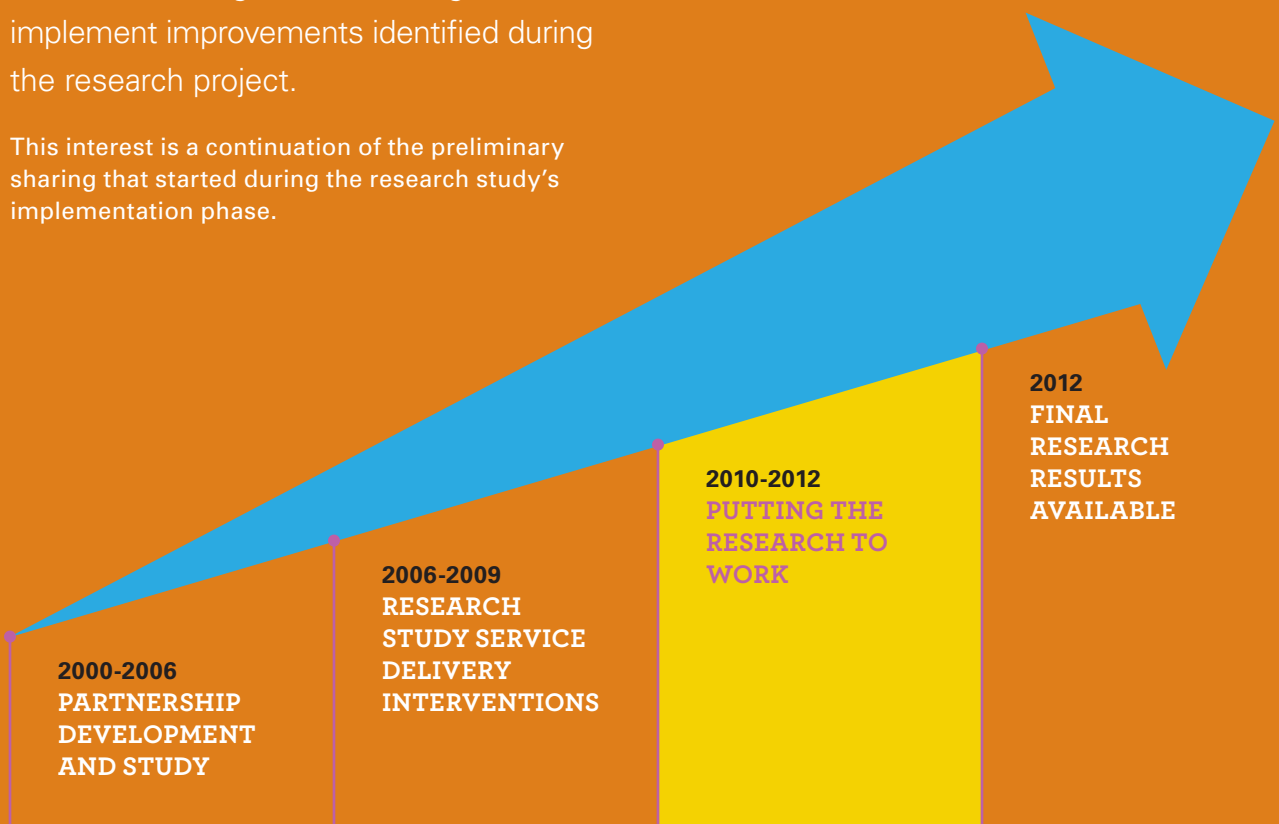 implement improvements identified during
the research project.
This interest is a continuation of the preliminary
sharing that started during the research study's
implementation phase.
2000-2006
PARTNERSHIP
DEVELOPMENT
AND STUDY
2006-2009
RESEARCH
STUDY SERVICE
DELIVERY
INTERVENTIONS
2010-2012
PUTTING THE
RESEARCH TO
WORK
2012
FINAL
RESEARCH
RESULTS
AVAILABLE